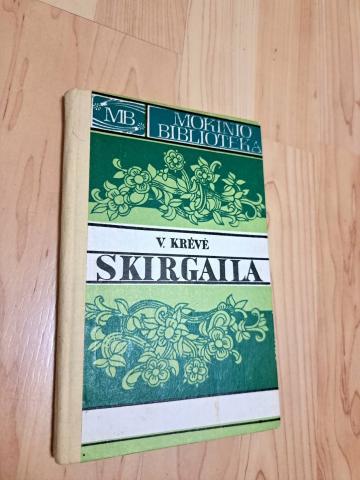 MB
MOKINIO
BIBLIOTEKA
V. KRĖVĖ
SKIRGAILA